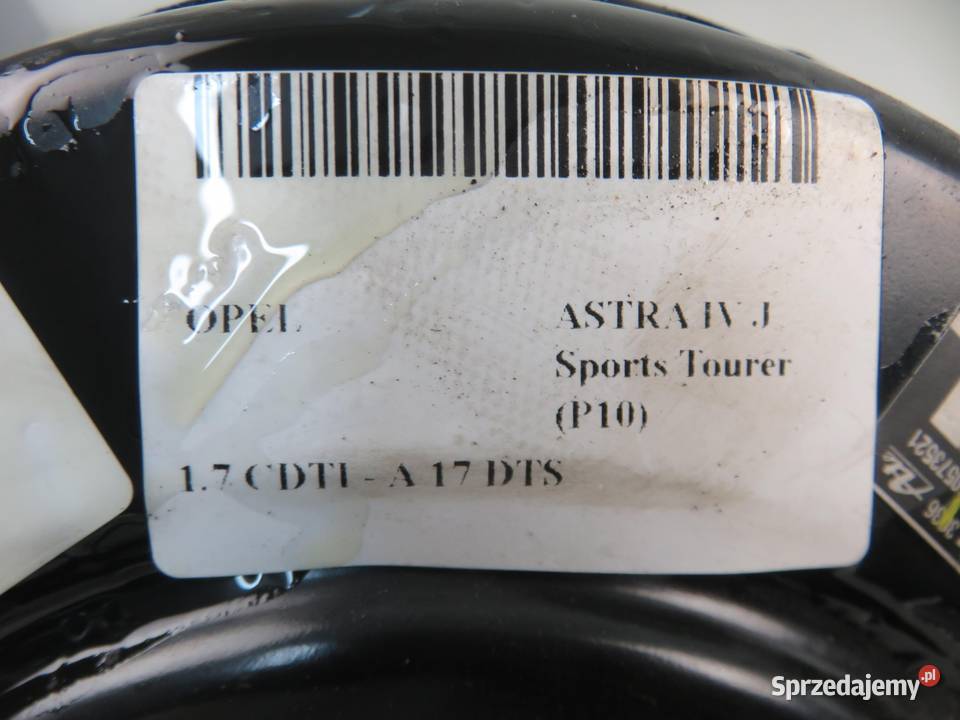 OPEL ASTRA IV J
Sports Tourer
(P10)
1.7 CDTI - A 17 DTS
Sprzedajemy.pl